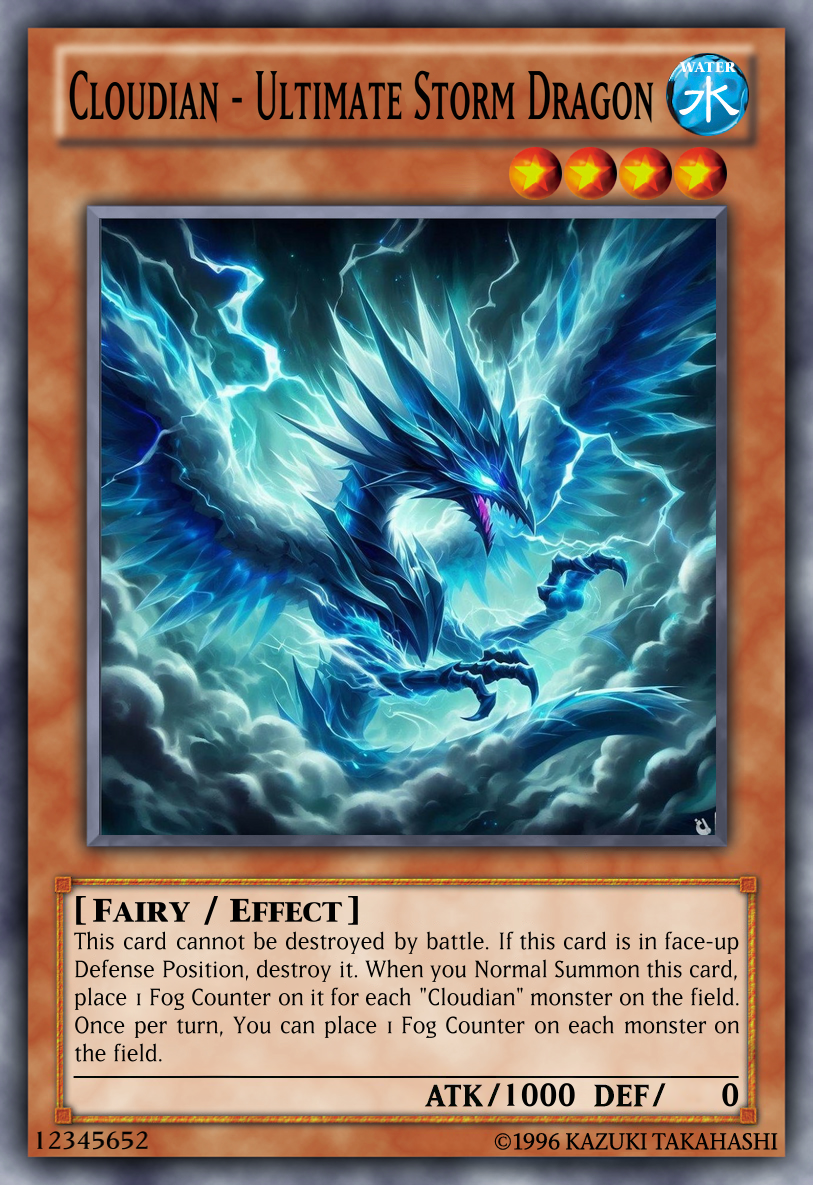 Cloudian - Ultimate Storm Dragon
WATER
水
[ Fairy / Effect ]
This card cannot be destroyed by battle. If this card is in face-up
Defense Position, destroy it. When you Normal Summon this card,
place 1 Fog Counter on it for each "Cloudian" monster on the field.
Once per turn, You can place 1 Fog Counter on each monster on
the field.
ATK/1000 DEF/ 0
12345652
©1996 KAZUKI TAKAHASHI